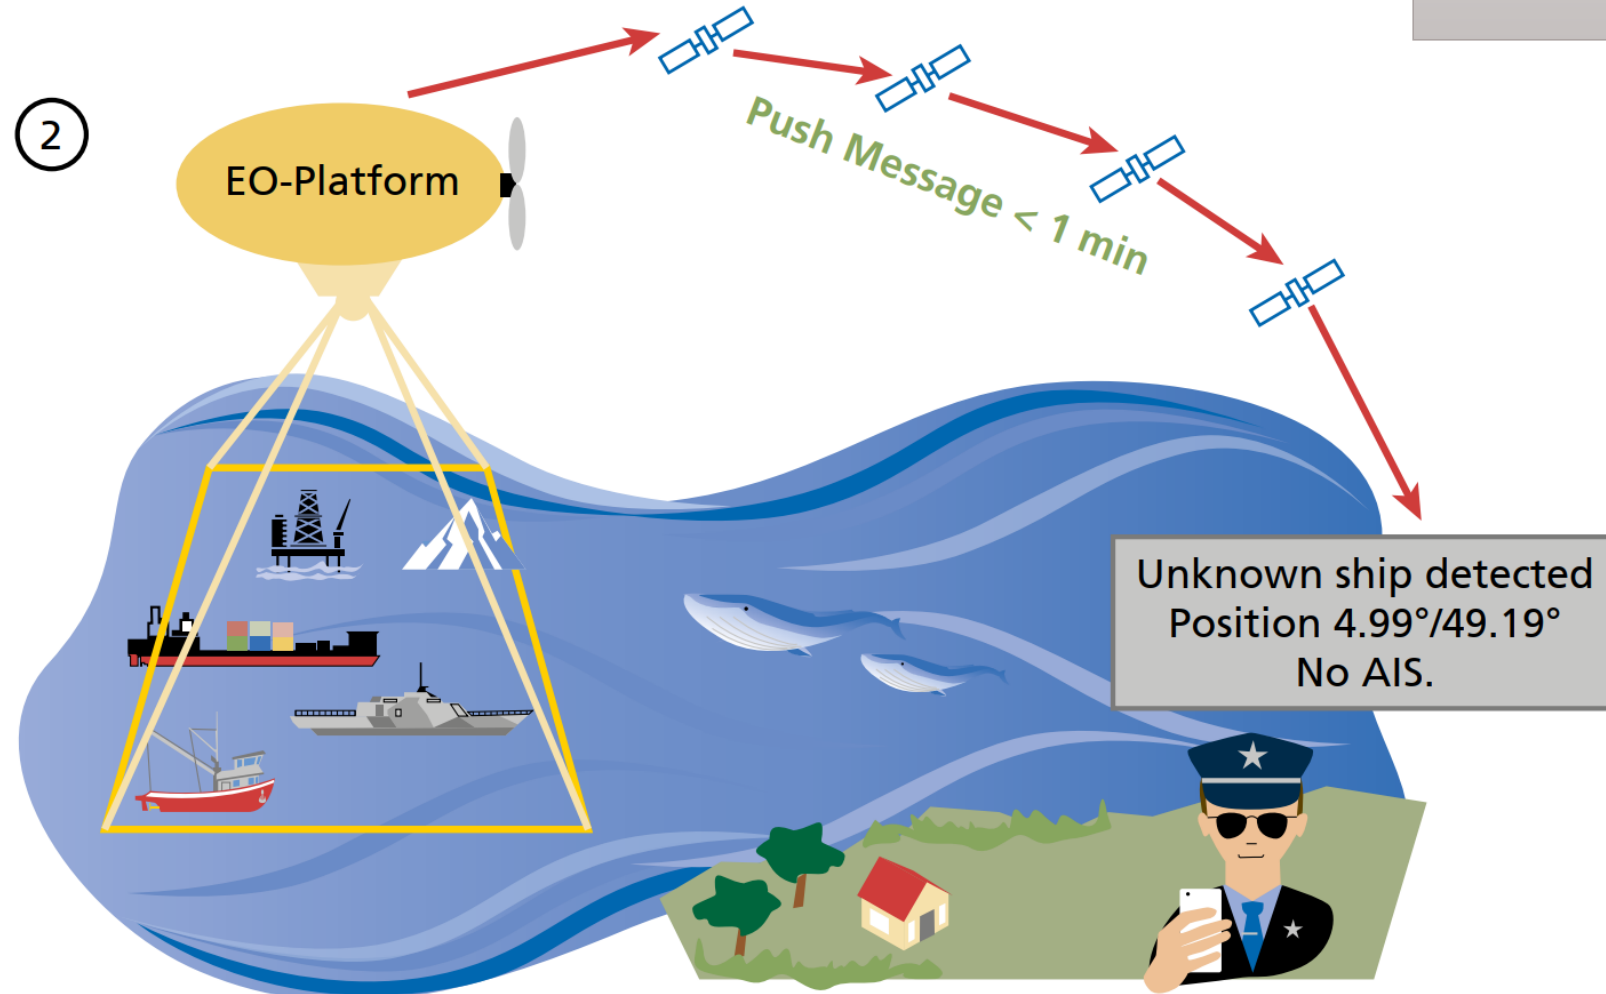 2
EO-Platform
Push Message < 1 min
Unknown ship detected
Position 4.99°/49.19°
No AIS.